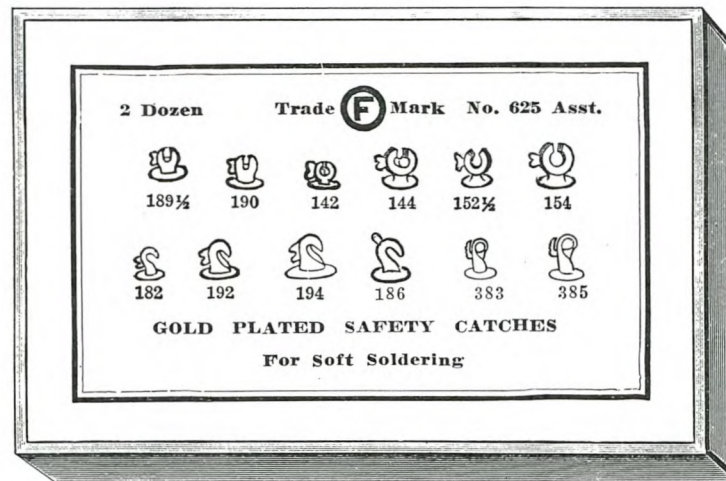 2 Dozen Trade F Mark No. 625 Asst.
189½ 190 142 144 152½ 154
182 192 194 186 383 385
GOLD PLATED SAFETY CATCHES
For Soft Soldering